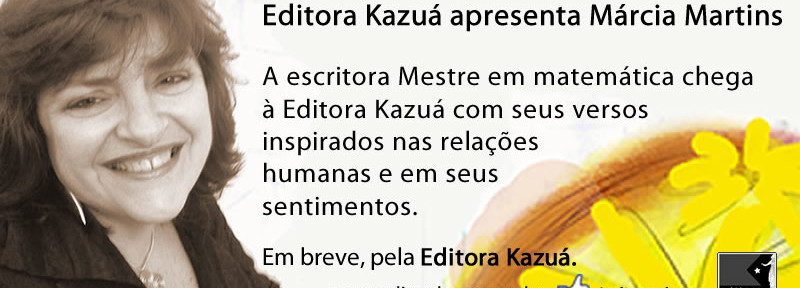 Editora Kazuá apresenta Márcia Martins
A escritora Mestre em matemática chega
à Editora Kazuá com seus versos
inspirados nas relações
humanas e em seus
sentimentos.
Em breve, pela Editora Kazuá.